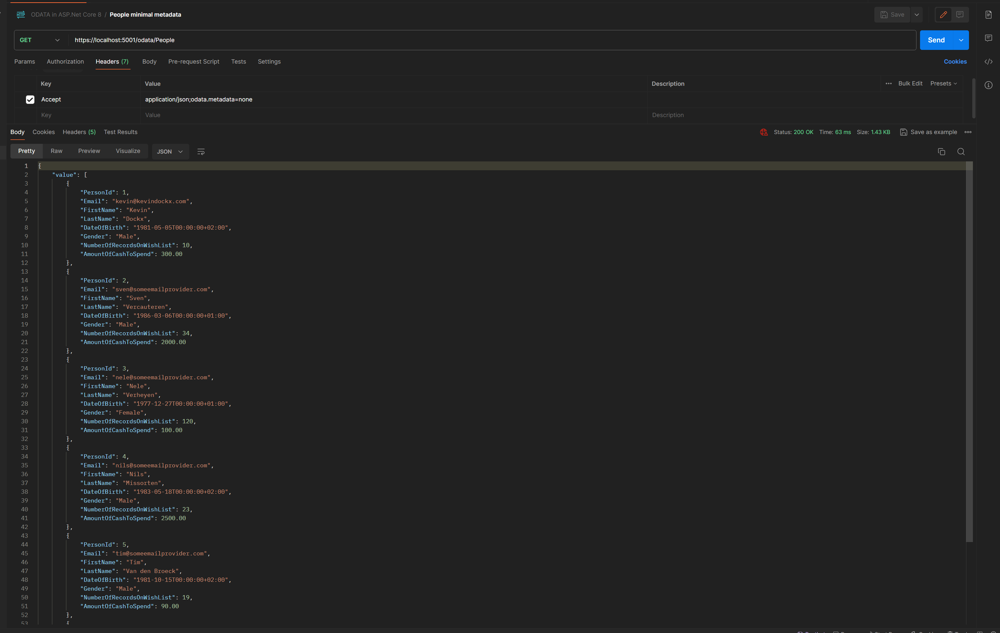 HTTP ODATA in ASP.Net Core 8 / People minimal metadata Save
GET https://localhost:5001/odata/People Send
Params Authorization Headers (7) Body Pre-request Script Tests Settings Cookies
Key Value Description Bulk Edit Presets
Accept application/json;odata.metadata=none
Key Value Description
Body Cookies Headers (5) Test Results Status: 200 OK Time: 63 ms Size: 1.43 KB Save as example
Pretty Raw Preview Visualize JSON
1 {
2 "value": [
3 {
4 "PersonId": 1,
5 "Email": "kevin@kevindockx.com",
6 "FirstName": "Kevin",
7 "LastName": "Dockx",
8 "DateOfBirth": "1981-05-05T00:00:00+02:00",
9 "Gender": "Male",
10 "NumberOfRecordsOnWishList": 10,
11 "AmountOfCashToSpend": 300.00
12 },
13 {
14 "PersonId": 2,
15 "Email": "sven@someemailprovider.com",
16 "FirstName": "Sven",
17 "LastName": "Vercauteren",
18 "DateOfBirth": "1986-03-06T00:00:00+01:00",
19 "Gender": "Male",
20 "NumberOfRecordsOnWishList": 34,
21 "AmountOfCashToSpend": 2000.00
22 },
23 {
24 "PersonId": 3,
25 "Email": "nele@someemailprovider.com",
26 "FirstName": "Nele",
27 "LastName": "Verheyen",
28 "DateOfBirth": "1977-12-27T00:00:00+01:00",
29 "Gender": "Female",
30 "NumberOfRecordsOnWishList": 120,
31 "AmountOfCashToSpend": 100.00
32 },
33 {
34 "PersonId": 4,
35 "Email": "nils@someemailprovider.com",
36 "FirstName": "Nils",
37 "LastName": "Missorten",
38 "DateOfBirth": "1983-05-18T00:00:00+02:00",
39 "Gender": "Male",
40 "NumberOfRecordsOnWishList": 23,
41 "AmountOfCashToSpend": 2500.00
42 },
43 {
44 "PersonId": 5,
45 "Email": "tim@someemailprovider.com",
46 "FirstName": "Tim",
47 "LastName": "Van den Broeck",
48 "DateOfBirth": "1981-10-15T00:00:00+02:00",
49 "Gender": "Male",
50 "NumberOfRecordsOnWishList": 19,
51 "AmountOfCashToSpend": 90.00
52 },
53 {